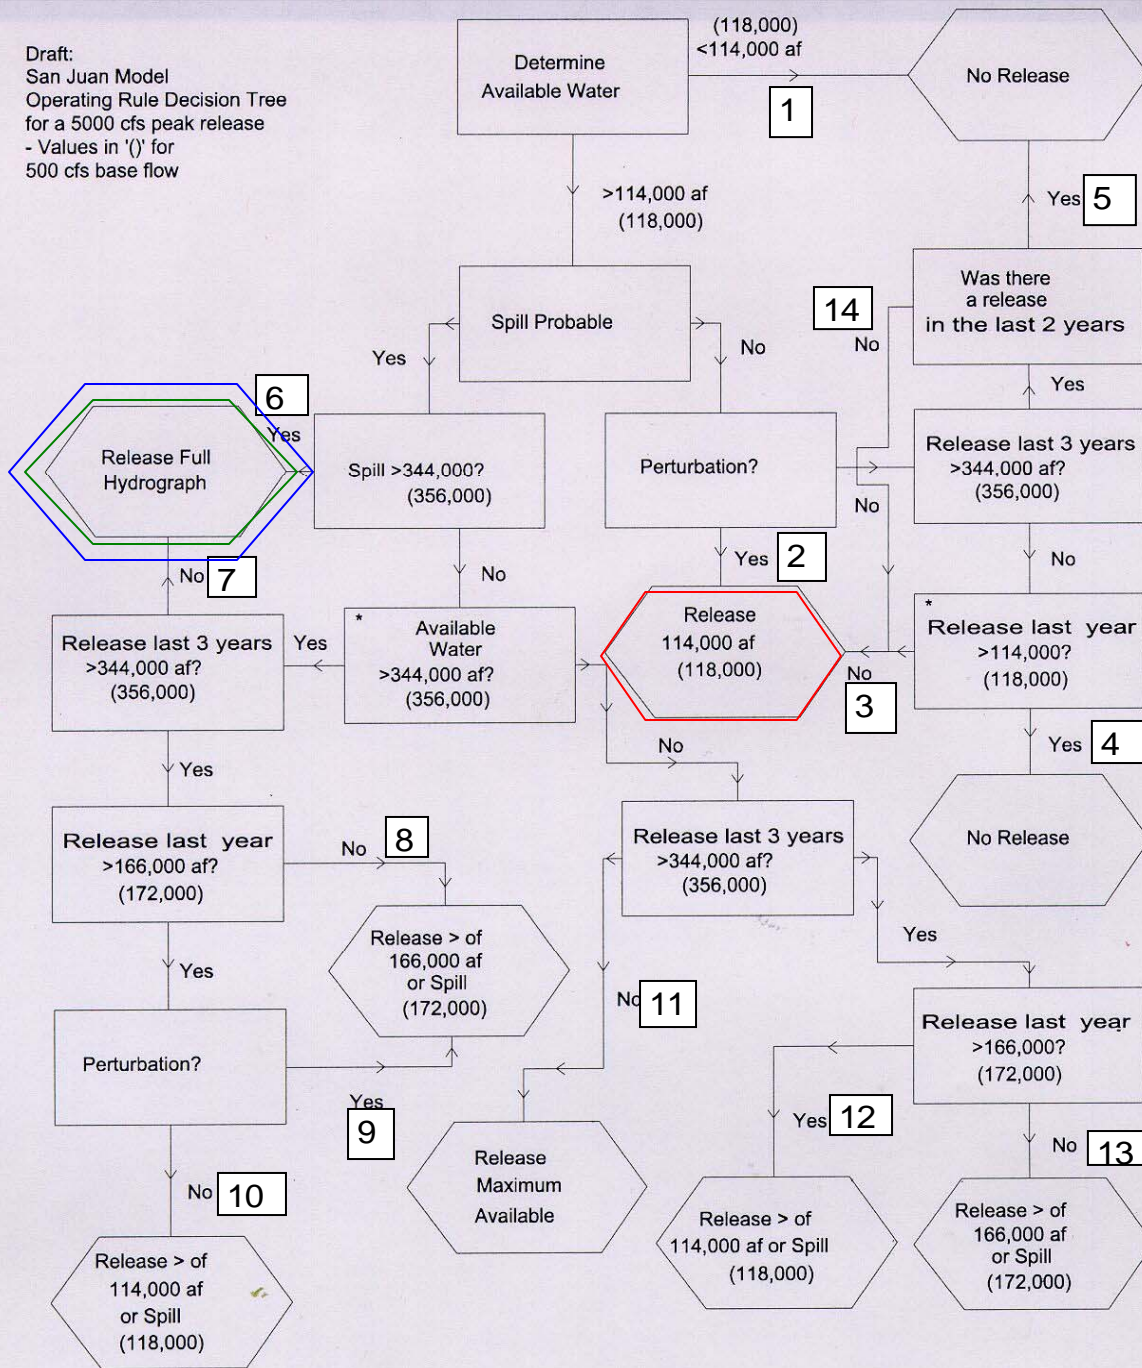 Draft:
San Juan Model
Operating Rule Decision Tree
for a 5000 cfs peak release
- Values in '()' for
500 cfs base flow
Determine
Available Water
(118,000)
<114,000 af
1
No Release
>114,000 af
(118,000)
Yes
5
Was there
a release
in the last 2 years
14
No
Spill Probable
Yes
No
Yes
6
Yes
Release Full
Hydrograph
Spill >344,000?
(356,000)
Perturbation?
Release last 3 years
>344,000 af?
(356,000)
No
No
7
No
Yes
2
No
Release last 3 years
>344,000 af?
(356,000)
Yes
*
Available
Water
>344,000 af?
(356,000)
Release
114,000 af
(118,000)
No
3
*
Release last year
>114,000?
(118,000)
Yes
4
No
Yes
Release last year
>166,000 af?
(172,000)
No
8
Release last 3 years
>344,000 af?
(356,000)
No Release
Yes
Release > of
166,000 af
or Spill
(172,000)
Yes
No
11
Release last year
>166,000?
(172,000)
Perturbation?
Yes
9
Yes
12
No
13
No
10
Release
Maximum
Available
Release > of
114,000 af or Spill
(118,000)
Release > of
166,000 af
or Spill
(172,000)
Release > of
114,000 af
or Spill
(118,000)